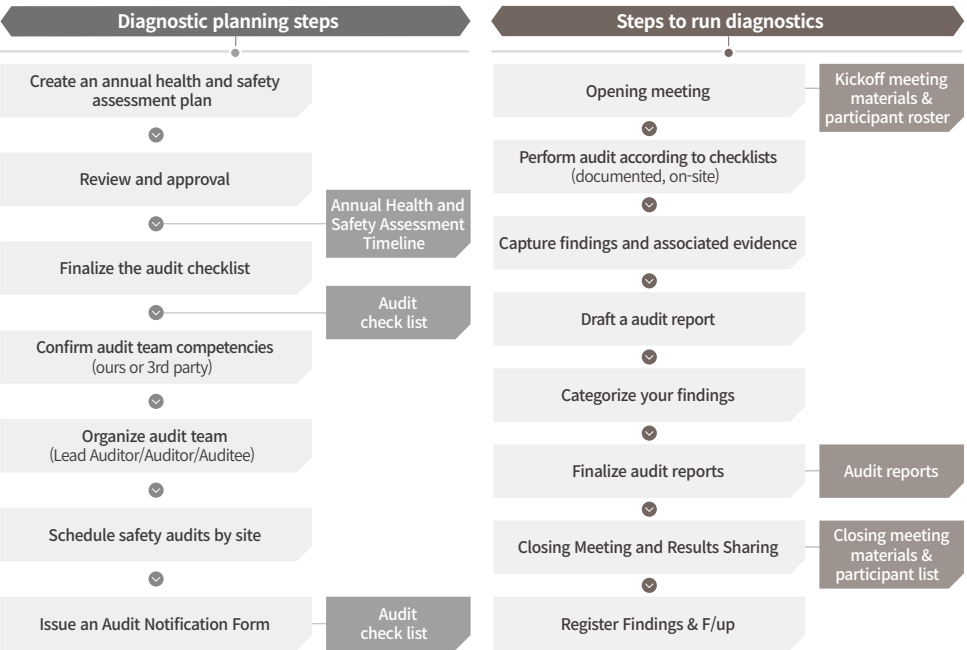 Diagnostic planning steps
Create an annual health and safety
assessment plan
Review and approval
Annual Health and
Safety Assessment
Timeline
Finalize the audit checklist
Audit
check list
Confirm audit team competencies
(ours or 3rd party)
Organize audit team
(Lead Auditor/Auditor/Auditee)
Schedule safety audits by site
Issue an Audit Notification Form
Audit
check list
Steps to run diagnostics
Opening meeting
Kickoff meeting
materials &
participant roster
Perform audit according to checklists
(documented, on-site)
Capture findings and associated evidence
Draft a audit report
Categorize your findings
Finalize audit reports
Audit reports
Closing Meeting and Results Sharing
Closing meeting
materials &
participant list
Register Findings & F/up